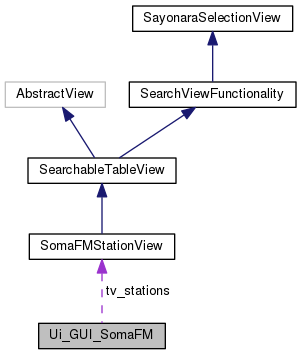 SayonaraSelectionView
AbstractView
SearchViewFunctionality
SearchableTableView
SomaFMStationView
tv_stations
Ui_GUI_SomaFM